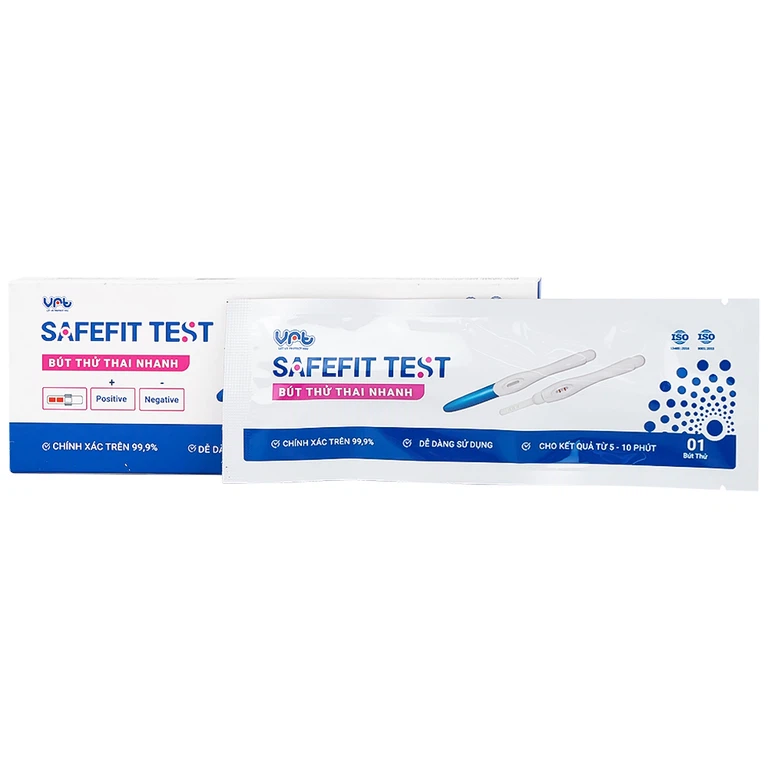 VPT
SAFEFIT TEST
BÚT THỬ THAI NHANH
+ -
Positive Negative
CHÍNH XÁC TRÊN 99,9% DỄ DÀ
VPT
SAFEFIT TEST
BÚT THỬ THAI NHANH
ISO ISO
CHÍNH XÁC TRÊN 99,9% DỄ DÀNG SỬ DỤNG CHO KẾT QUẢ TỪ 5 - 10 PHÚT
01
Bút Thử